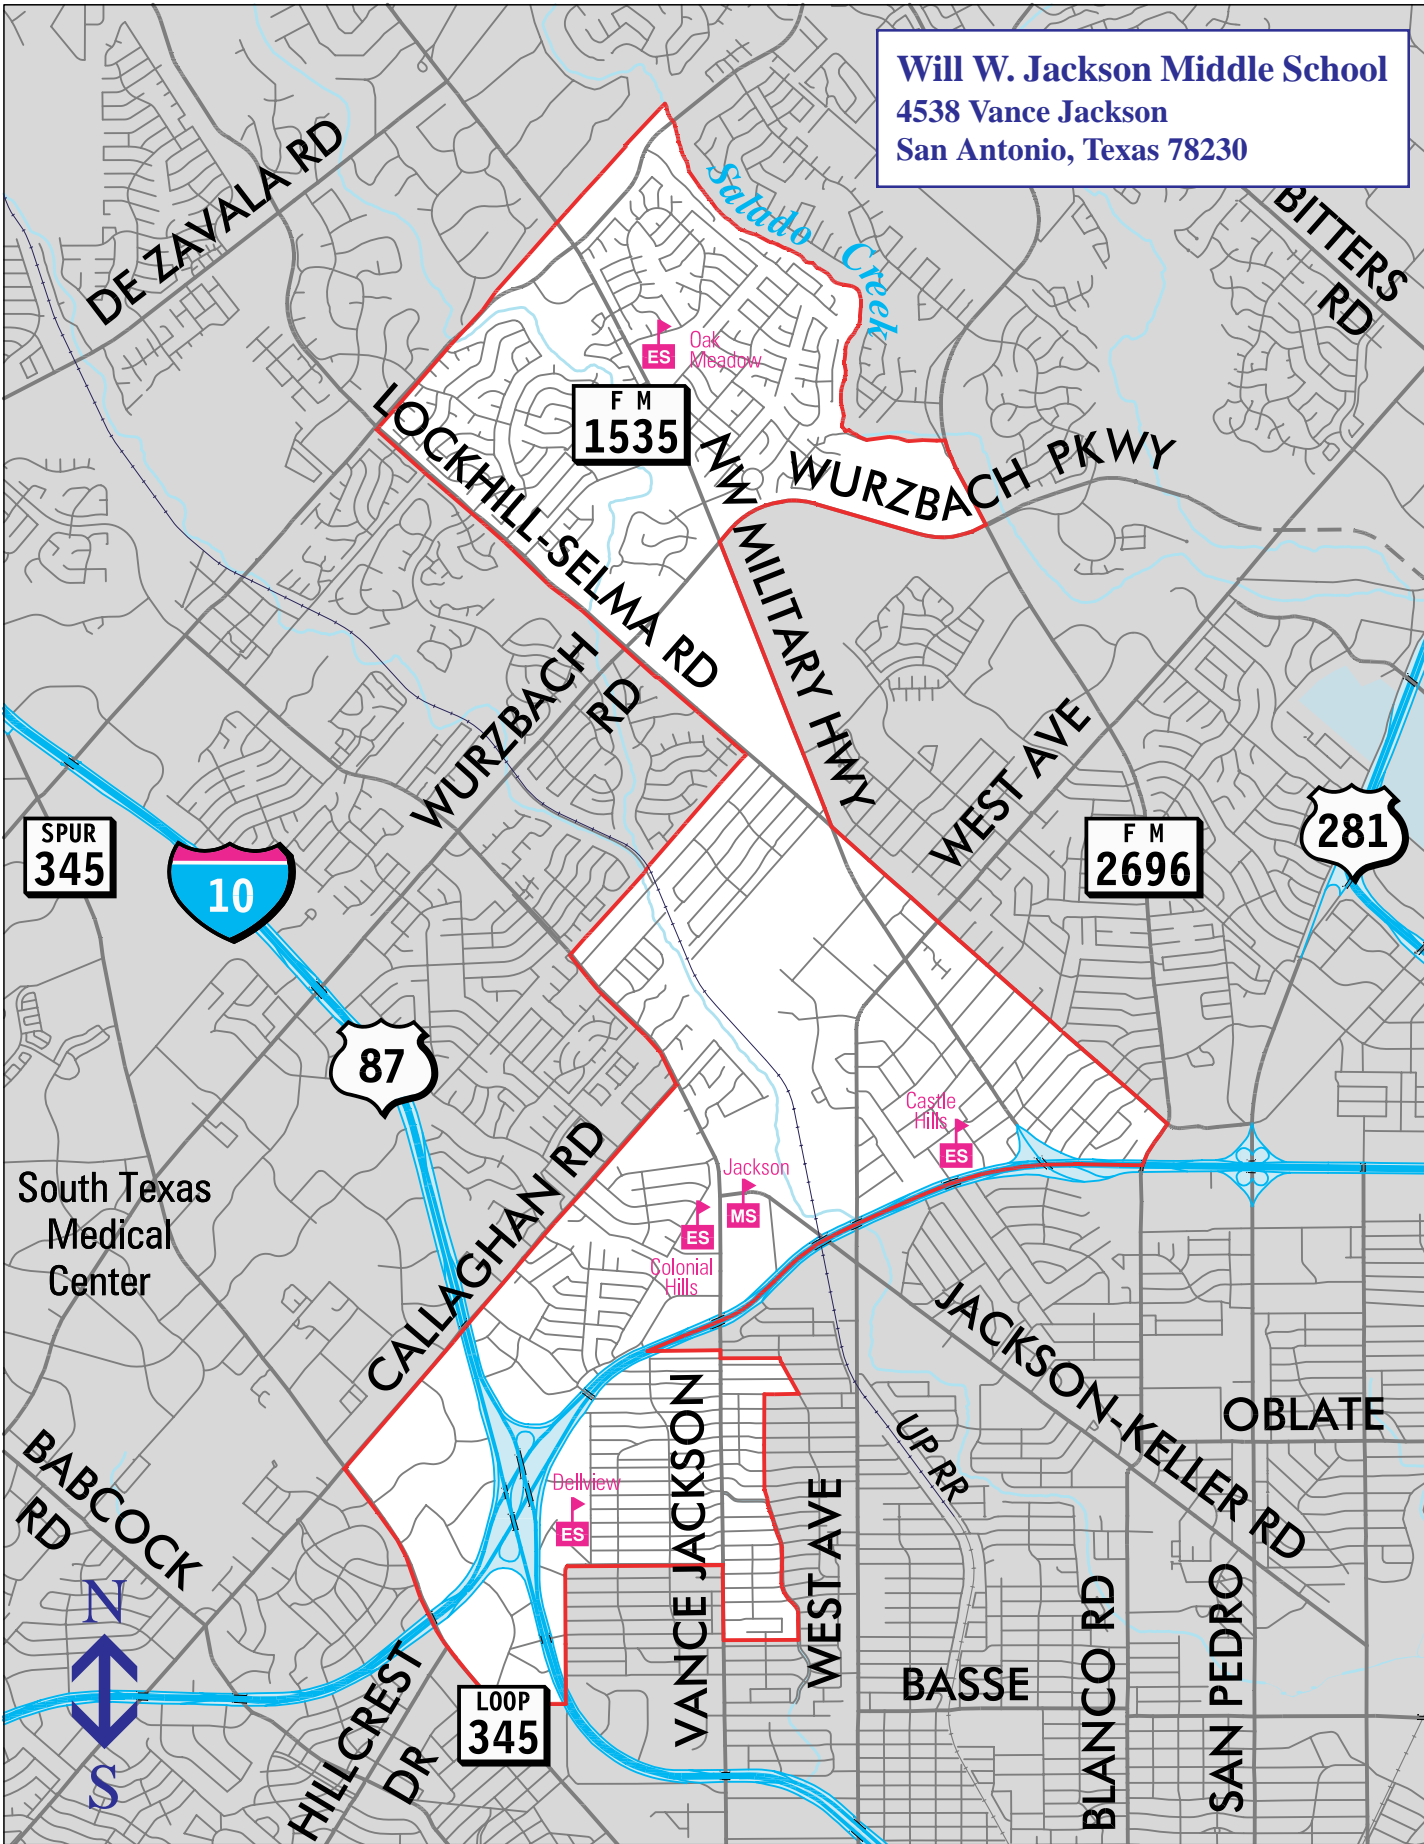 Will W. Jackson Middle School
4538 Vance Jackson
San Antonio, Texas 78230
DE ZAVALA RD
Salado Creek
BITTERS
RD
ES
Oak
Meadow
F M
1535
LOCKHILL-SELMA RD
NW MILITARY HWY
WURZBACH PKWY
WURZBACH
RD
WEST AVE
SPUR
345
10
F M
2696
281
87
Castle
Hills
ES
South Texas
Medical
Center
CALLAGHAN RD
Jackson
MS
ES
Colonial
Hills
JACKSON-KELLER RD
OBLATE
BABCOCK
RD
Dellview
ES
VANCE JACKSON
WEST AVE
UP RR
BLANCO RD
SAN PEDRO
BASSE
N
S
HILLCREST
DR
LOOP
345